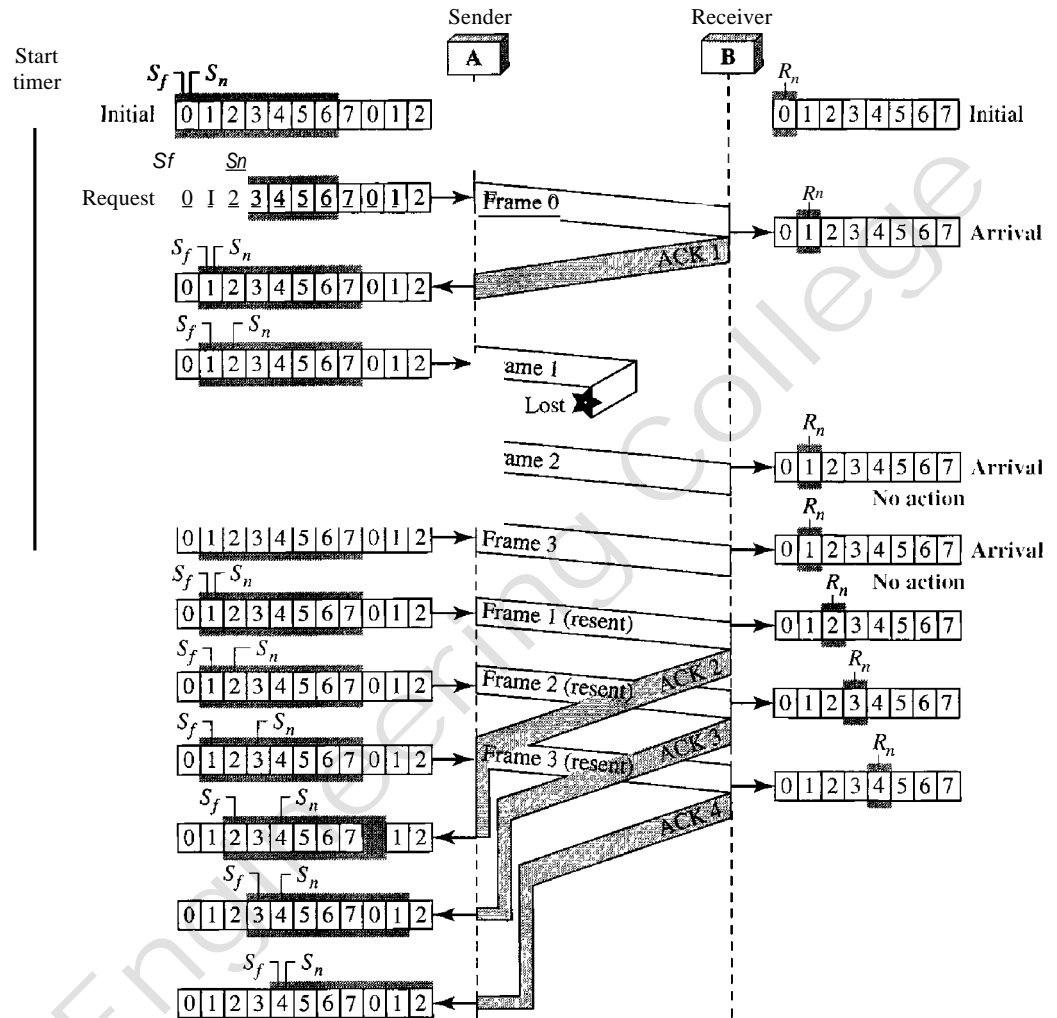 Sender
Receiver
Start
timer
A
B
Sf Sn
Rn
Initial 0 1 2 3 4 5 6 7 0 1 2
0 1 2 3 4 5 6 7 Initial
Sf Sn
Request 0 I 2 3 4 5 6 7 0 1 2
Frame 0
Rn
0 1 2 3 4 5 6 7 Arrival
ACK 1
Sf Sn
0 1 2 3 4 5 6 7 0 1 2
Sf Sn
0 1 2 3 4 5 6 7 0 1 2
ame 1
Lost
Rn
ame 2
0 1 2 3 4 5 6 7 Arrival
No action
Rn
0 1 2 3 4 5 6 7 0 1 2
Frame 3
0 1 2 3 4 5 6 7 Arrival
No action
Sf Sn
Rn
0 1 2 3 4 5 6 7 0 1 2
Frame 1 (resent)
0 1 2 3 4 5 6 7
Sf Sn
ACK 2
Rn
0 1 2 3 4 5 6 7 0 1 2
Frame 2 (resent)
0 1 2 3 4 5 6 7
Sf Sn
ACK 3
Rn
0 1 2 3 4 5 6 7 0 1 2
Frame 3 (resent)
0 1 2 3 4 5 6 7
Sf Sn
ACK 4
0 1 2 3 4 5 6 7 1 2
Sf Sn
0 1 2 3 4 5 6 7 0 1 2
Sf Sn
0 1 2 3 4 5 6 7 0 1 2
Engineering College